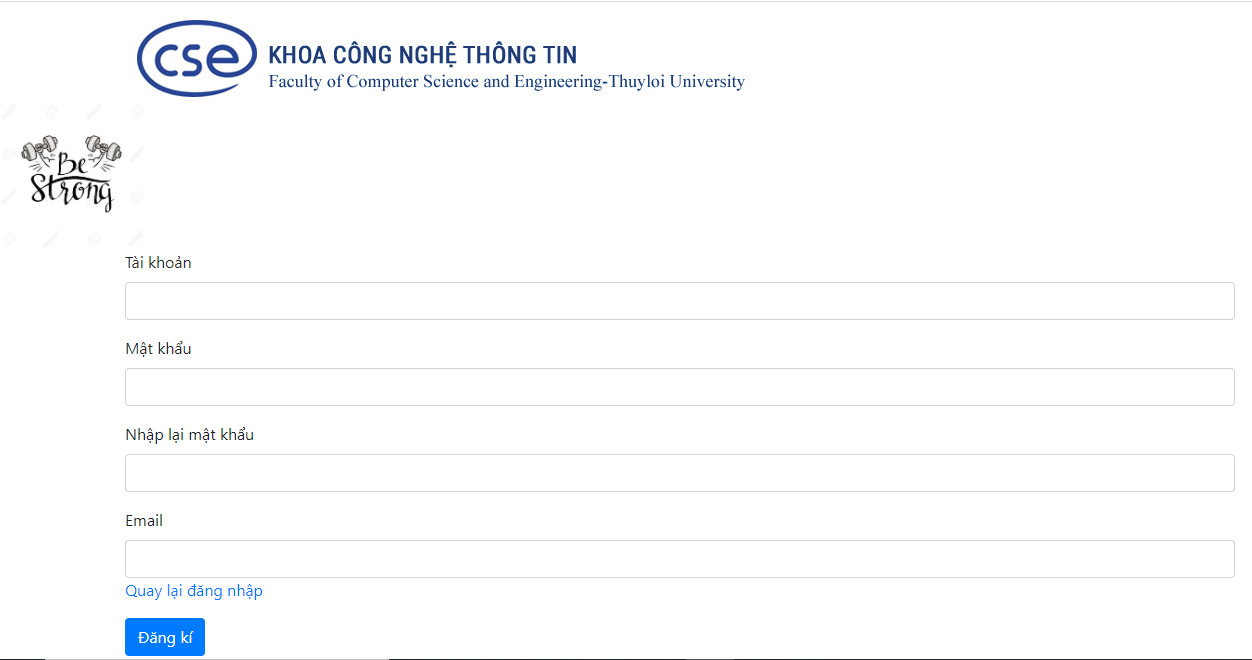 cse
KHOA CÔNG NGHỆ THÔNG TIN
Faculty of Computer Science and Engineering-Thuyloi University
Be
Strong
Tài khoản
Mật khẩu
Nhập lại mật khẩu
Email
Quay lại đăng nhập
Đăng kí